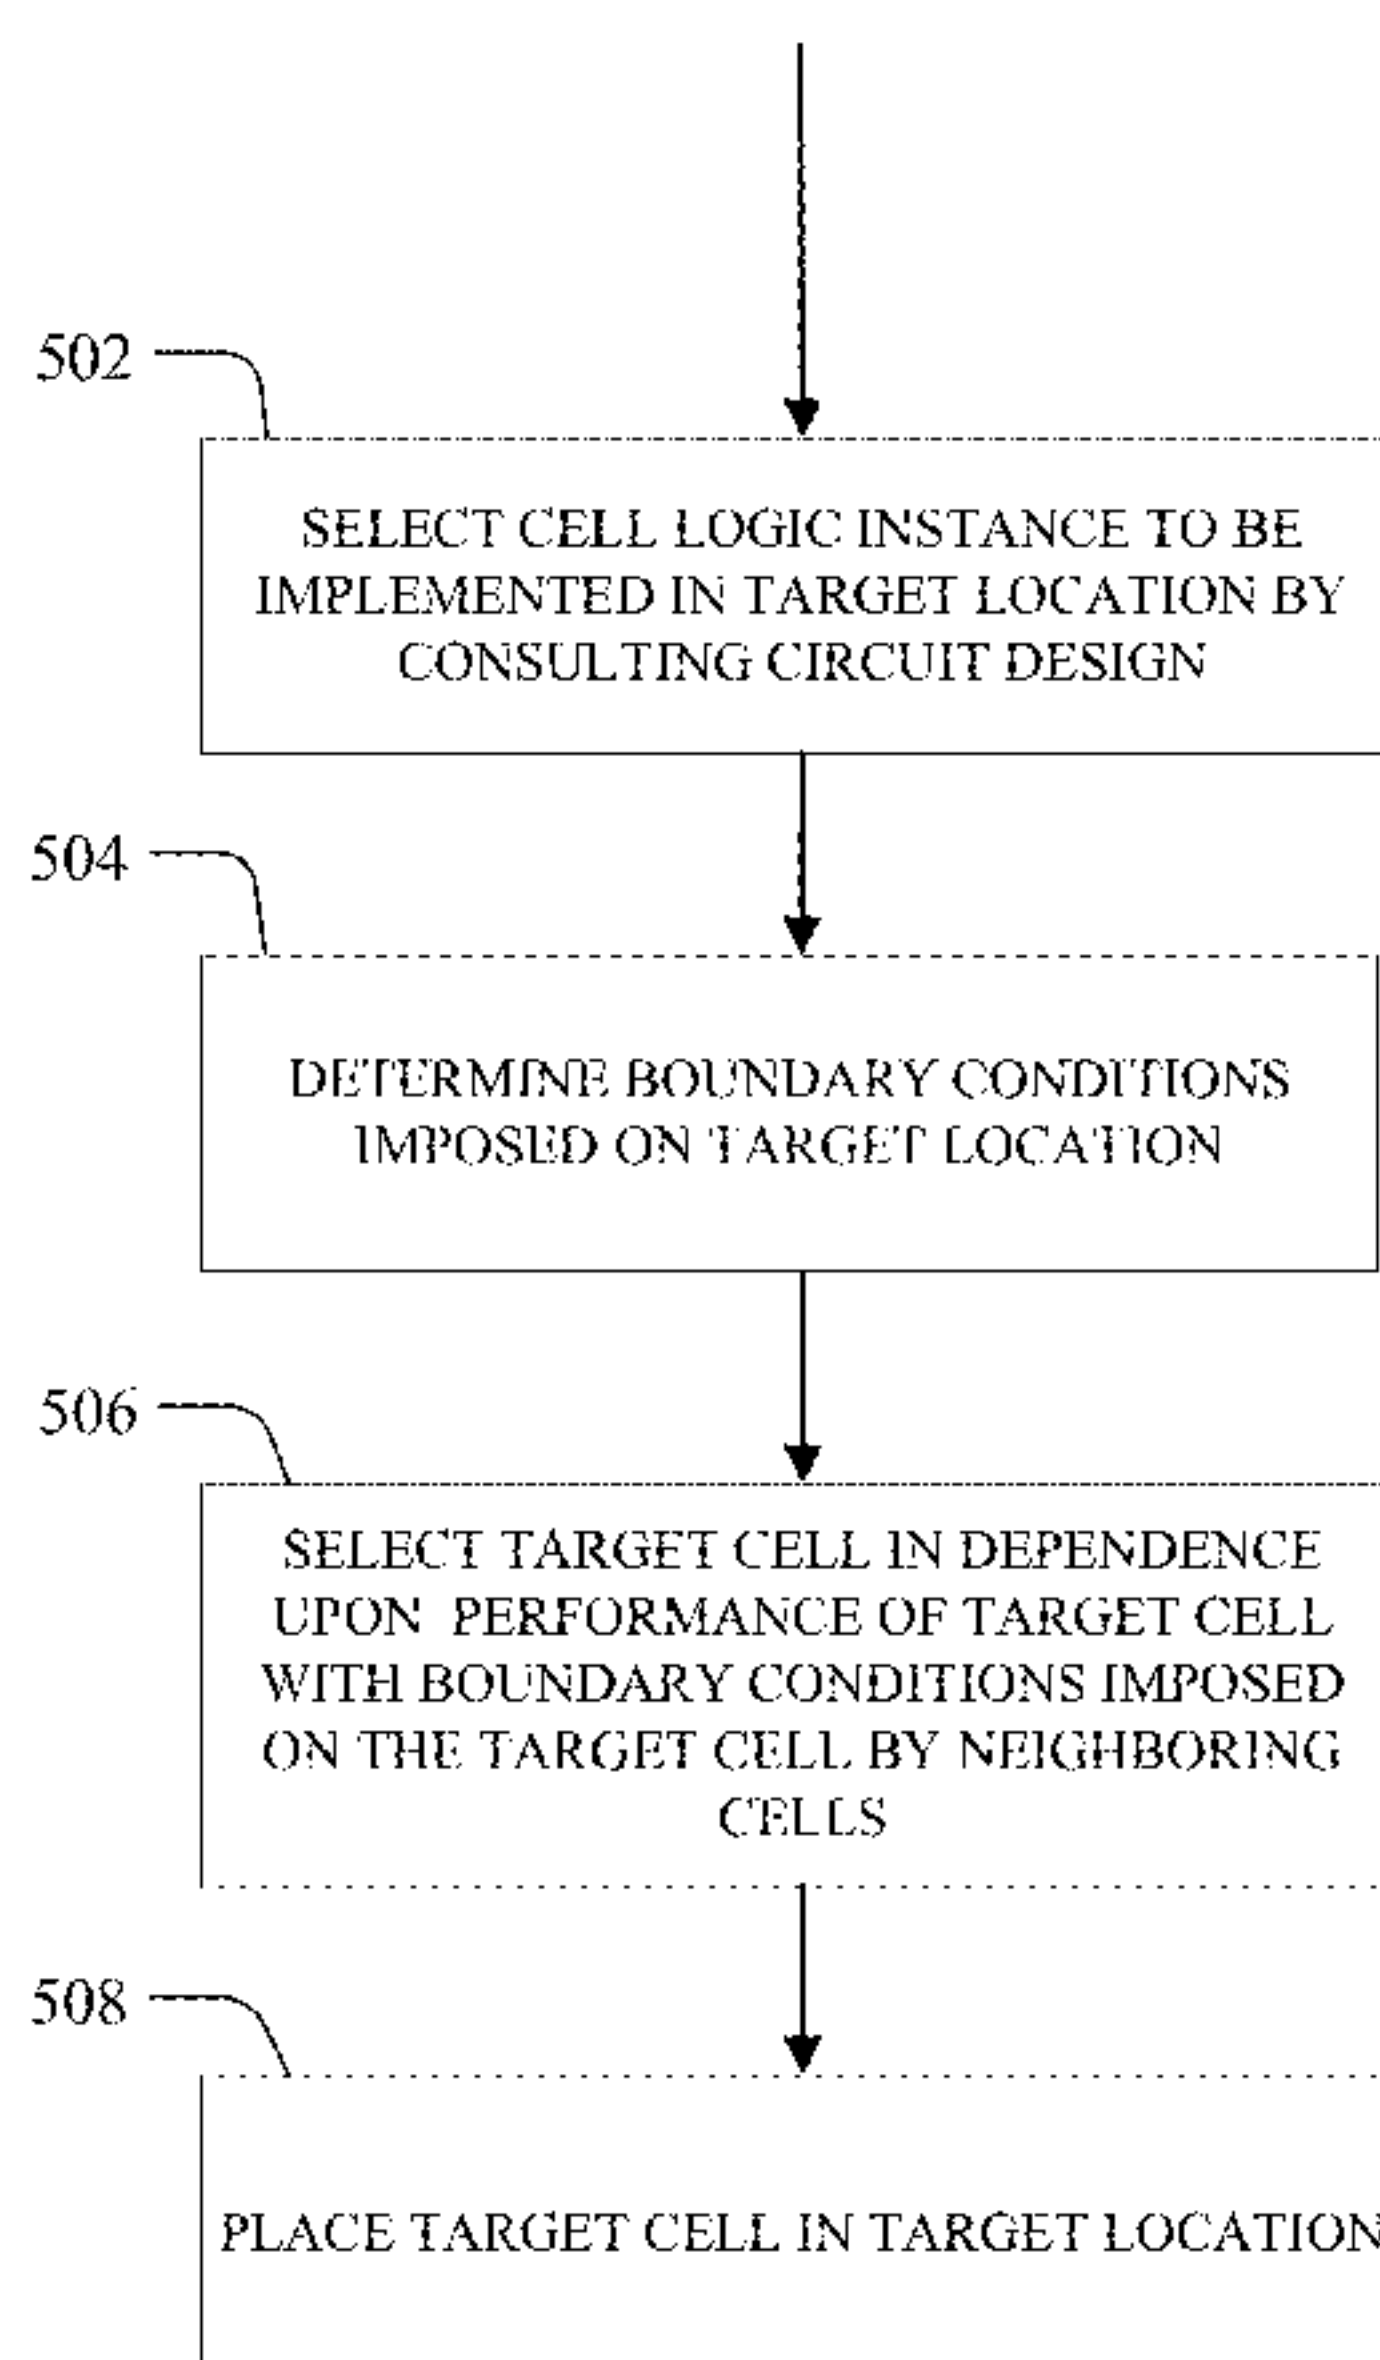 502
SELECT CELL LOGIC INSTANCE TO BE
IMPLEMENTED IN TARGET LOCATION BY
CONSULTING CIRCUIT DESIGN
504
DETERMINE BOUNDARY CONDITIONS
IMPOSED ON TARGET LOCATION
506
SELECT TARGET CELL IN DEPENDENCE
UPON PERFORMANCE OF TARGET CELL
WITH BOUNDARY CONDITIONS IMPOSED
ON THE TARGET CELL BY NEIGHBORING
CELLS
508
PLACE TARGET CELL IN TARGET LOCATION